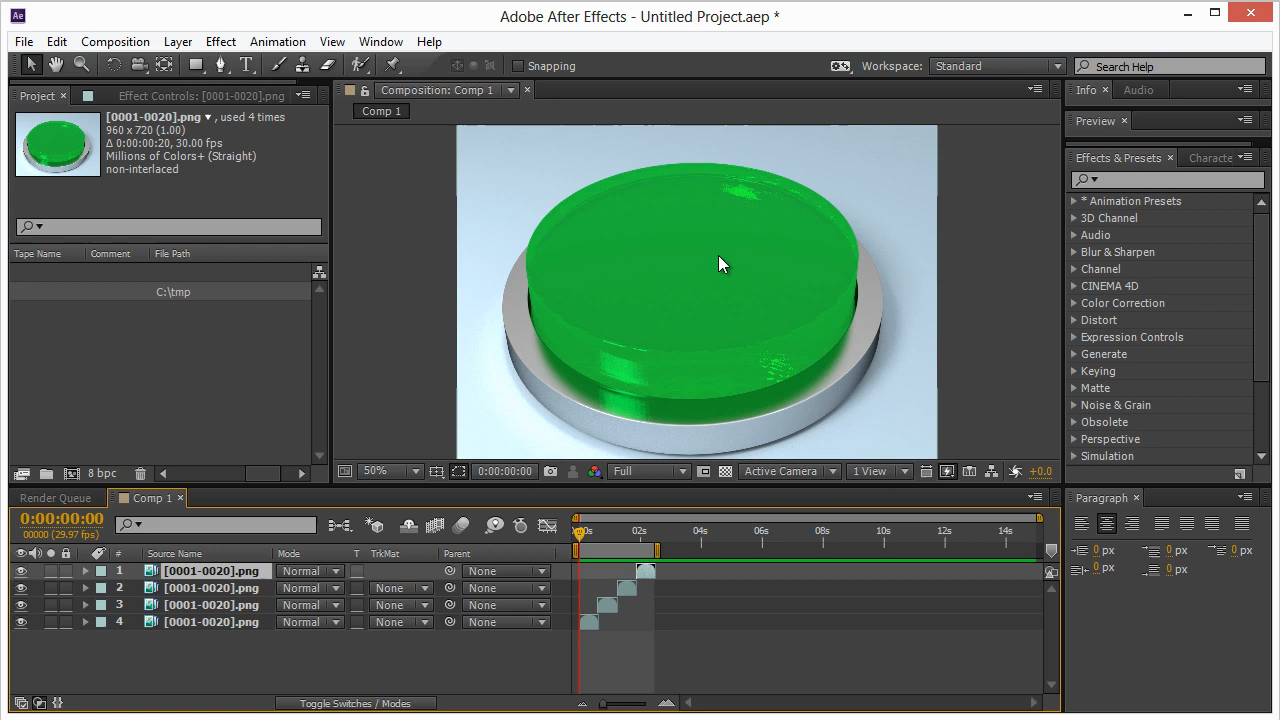 Ae
Adobe After Effects - Untitled Project.aep *
File Edit Composition Layer Effect Animation View Window Help
Snapping
Workspace: Standard
Search Help
Project
Effect Controls: [0001-0020].png
[0001-0020].png ▼, used 4 times
960 x 720 (1.00)
Δ 0:00:00:20, 30.00 fps
Millions of Colors+ (Straight)
non-interlaced
Tape Name Comment File Path
C:\tmp
8 bpc
Composition: Comp 1
Comp 1
50% 0:00:00:00 Full Active Camera 1 View +0.0
Info Audio
Preview
Effects & Presets Characte
* Animation Presets
3D Channel
Audio
Blur & Sharpen
Channel
CINEMA 4D
Color Correction
Distort
Expression Controls
Generate
Keying
Matte
Noise & Grain
Obsolete
Perspective
Simulation
Render Queue Comp 1
0:00:00:00
00000 (29.97 fps)
02s 04s 06s 08s 10s 12s 14s
# Source Name Mode T TrkMat Parent
1 [0001-0020].png Normal None
2 [0001-0020].png Normal None None
3 [0001-0020].png Normal None None
4 [0001-0020].png Normal None None
Toggle Switches / Modes
Paragraph
0 px 0 px 0 px
0 px 0 px